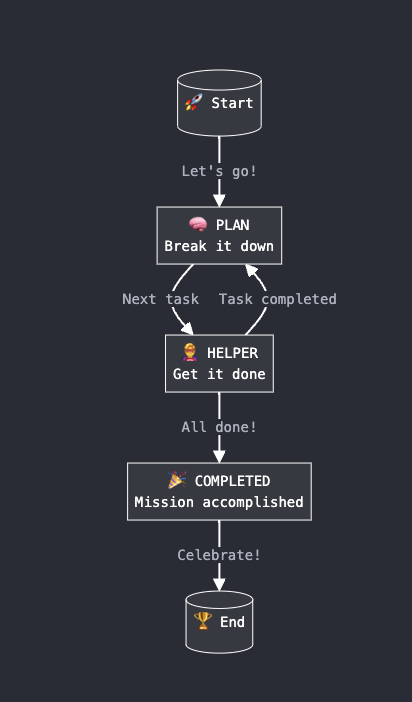 🚀 Start
Let's go!
🧠 PLAN
Break it down
Next task
Task completed
HELPER
Get it done
All done!
🎉 COMPLETED
Mission accomplished
Celebrate!
🏆 End